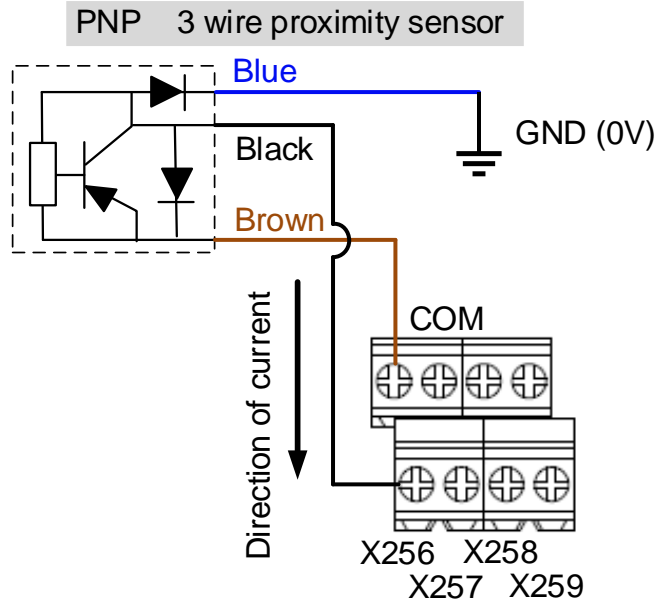 PNP 3 wire proximity sensor
Blue
GND (0V)
Black
Brown
Direction of current
COM
X256 X258
X257 X259